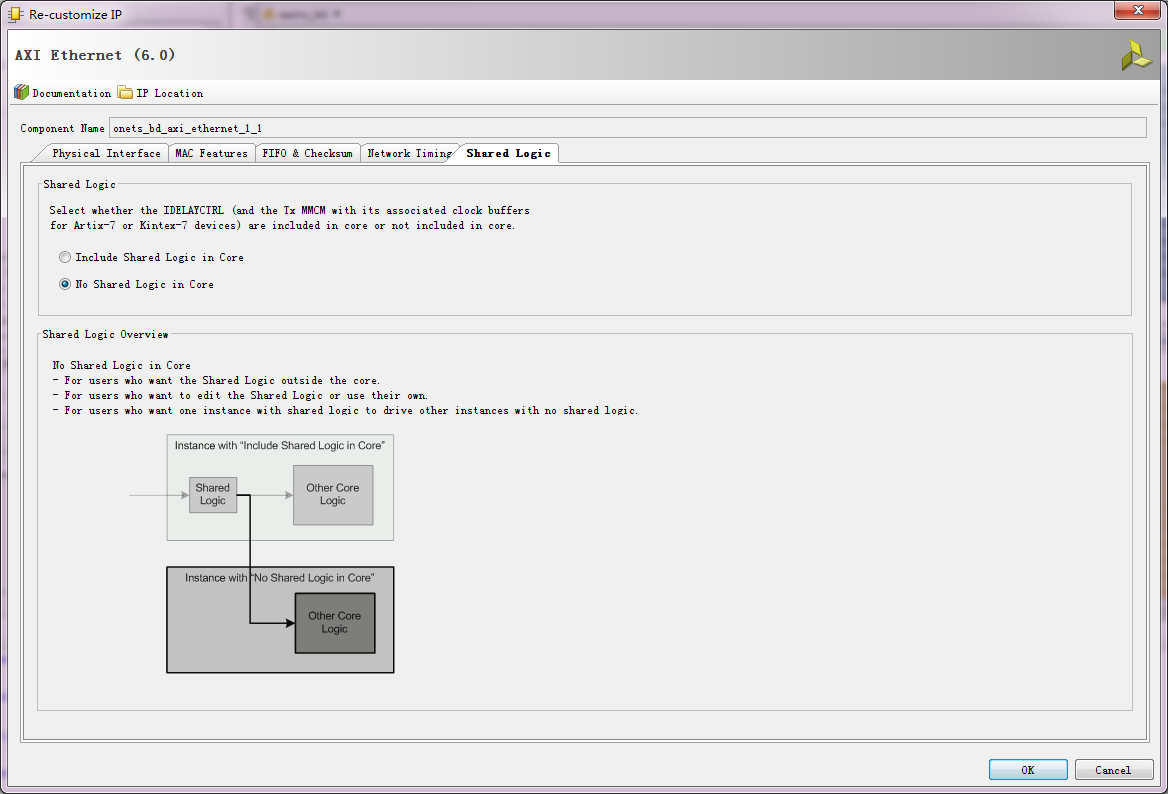 Re-customize IP
AXI Ethernet (6.0)
Documentation IP Location
Component Name onets_bd_axi_ethernet_1_1
Physical Interface MAC Features FIFO & Checksum Network Timing Shared Logic
Shared Logic
Select whether the IDELAYCTRL (and the Tx MMCM with its associated clock buffers
for Artix-7 or Kintex-7 devices) are included in core or not included in core.
Include Shared Logic in Core
No Shared Logic in Core
Shared Logic Overview
No Shared Logic in Core
- For users who want the Shared Logic outside the core.
- For users who want to edit the Shared Logic or use their own.
- For users who want one instance with shared logic to drive other instances with no shared logic.
Instance with “Include Shared Logic in Core”
Shared
Logic
Other Core
Logic
Instance with “No Shared Logic in Core”
Other Core
Logic
OK Cancel